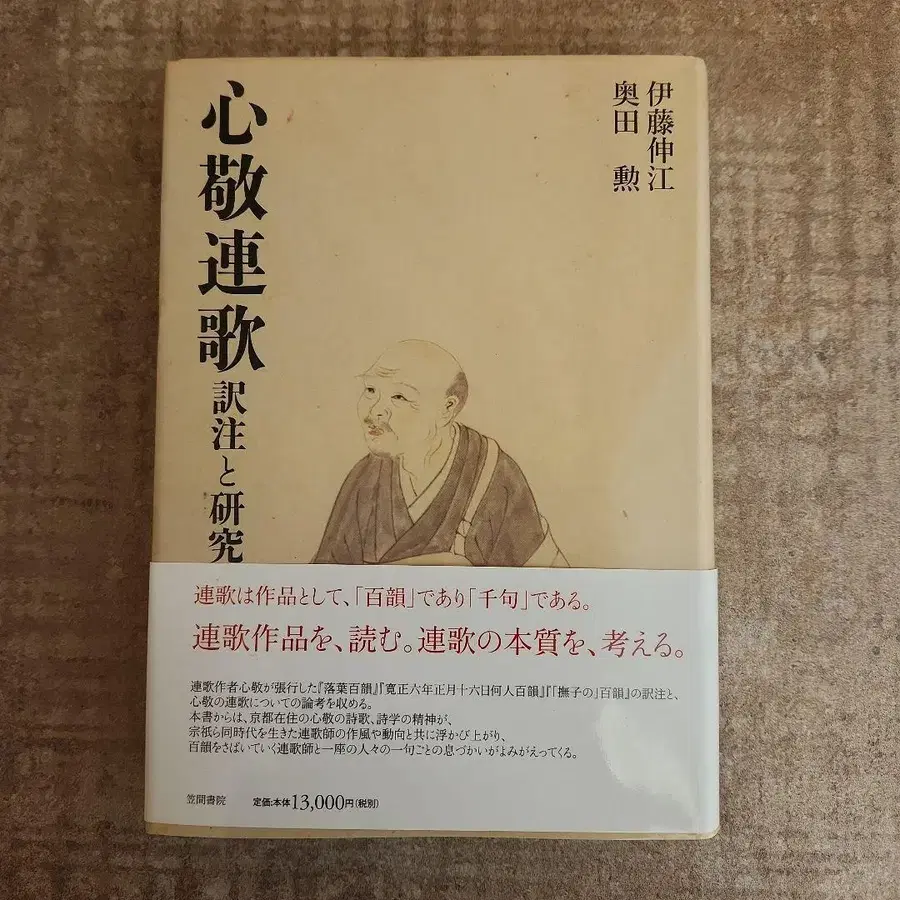 心敬連歌 訳注と研究
伊藤伸江
奥田 勲
連歌は作品として、「百韻」であり「千句」である。
連歌作品を、読む。連歌の本質を、考える。
連歌作者心敬が張行した『落葉百韻』『寛正六年正月十六日何人百韻』『「撫子の」百韻』の訳注と、
心敬の連歌についての論考を収める。
本書からは、京都在住の心敬の詩歌、詩学の精神が、
宗祇ら同時代を生きた連歌師の作風や動向と共に浮かび上がり、
百韻をさばいていく連歌師と一座の人々の一句ごとの息づかいがよみがえってくる。
笠間書院 定価:本体13,000円(税別)